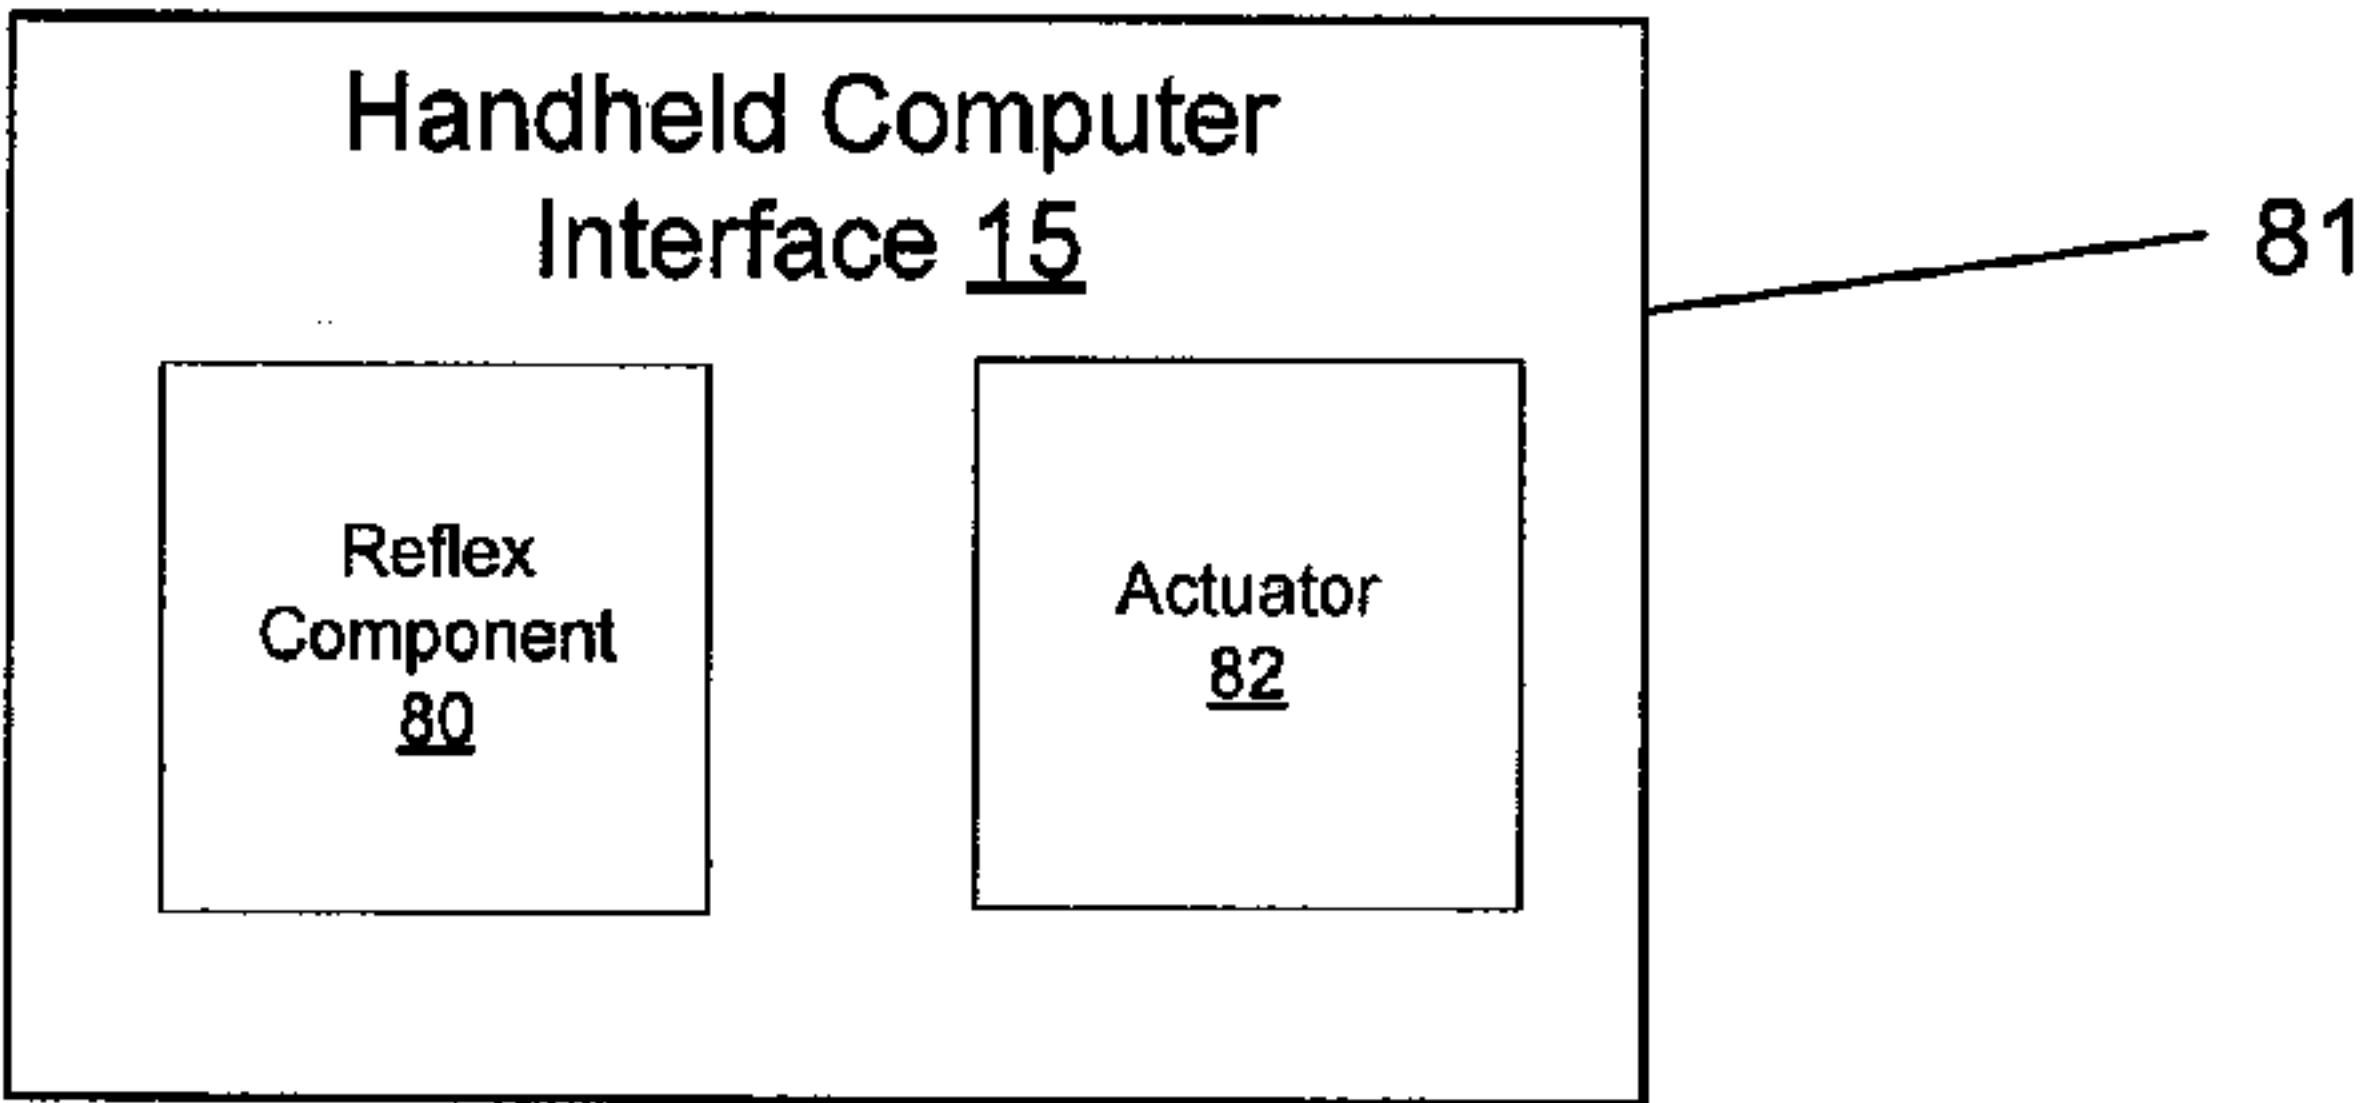 Handheld Computer
Interface 15
81
Reflex
Component
80
Actuator
82